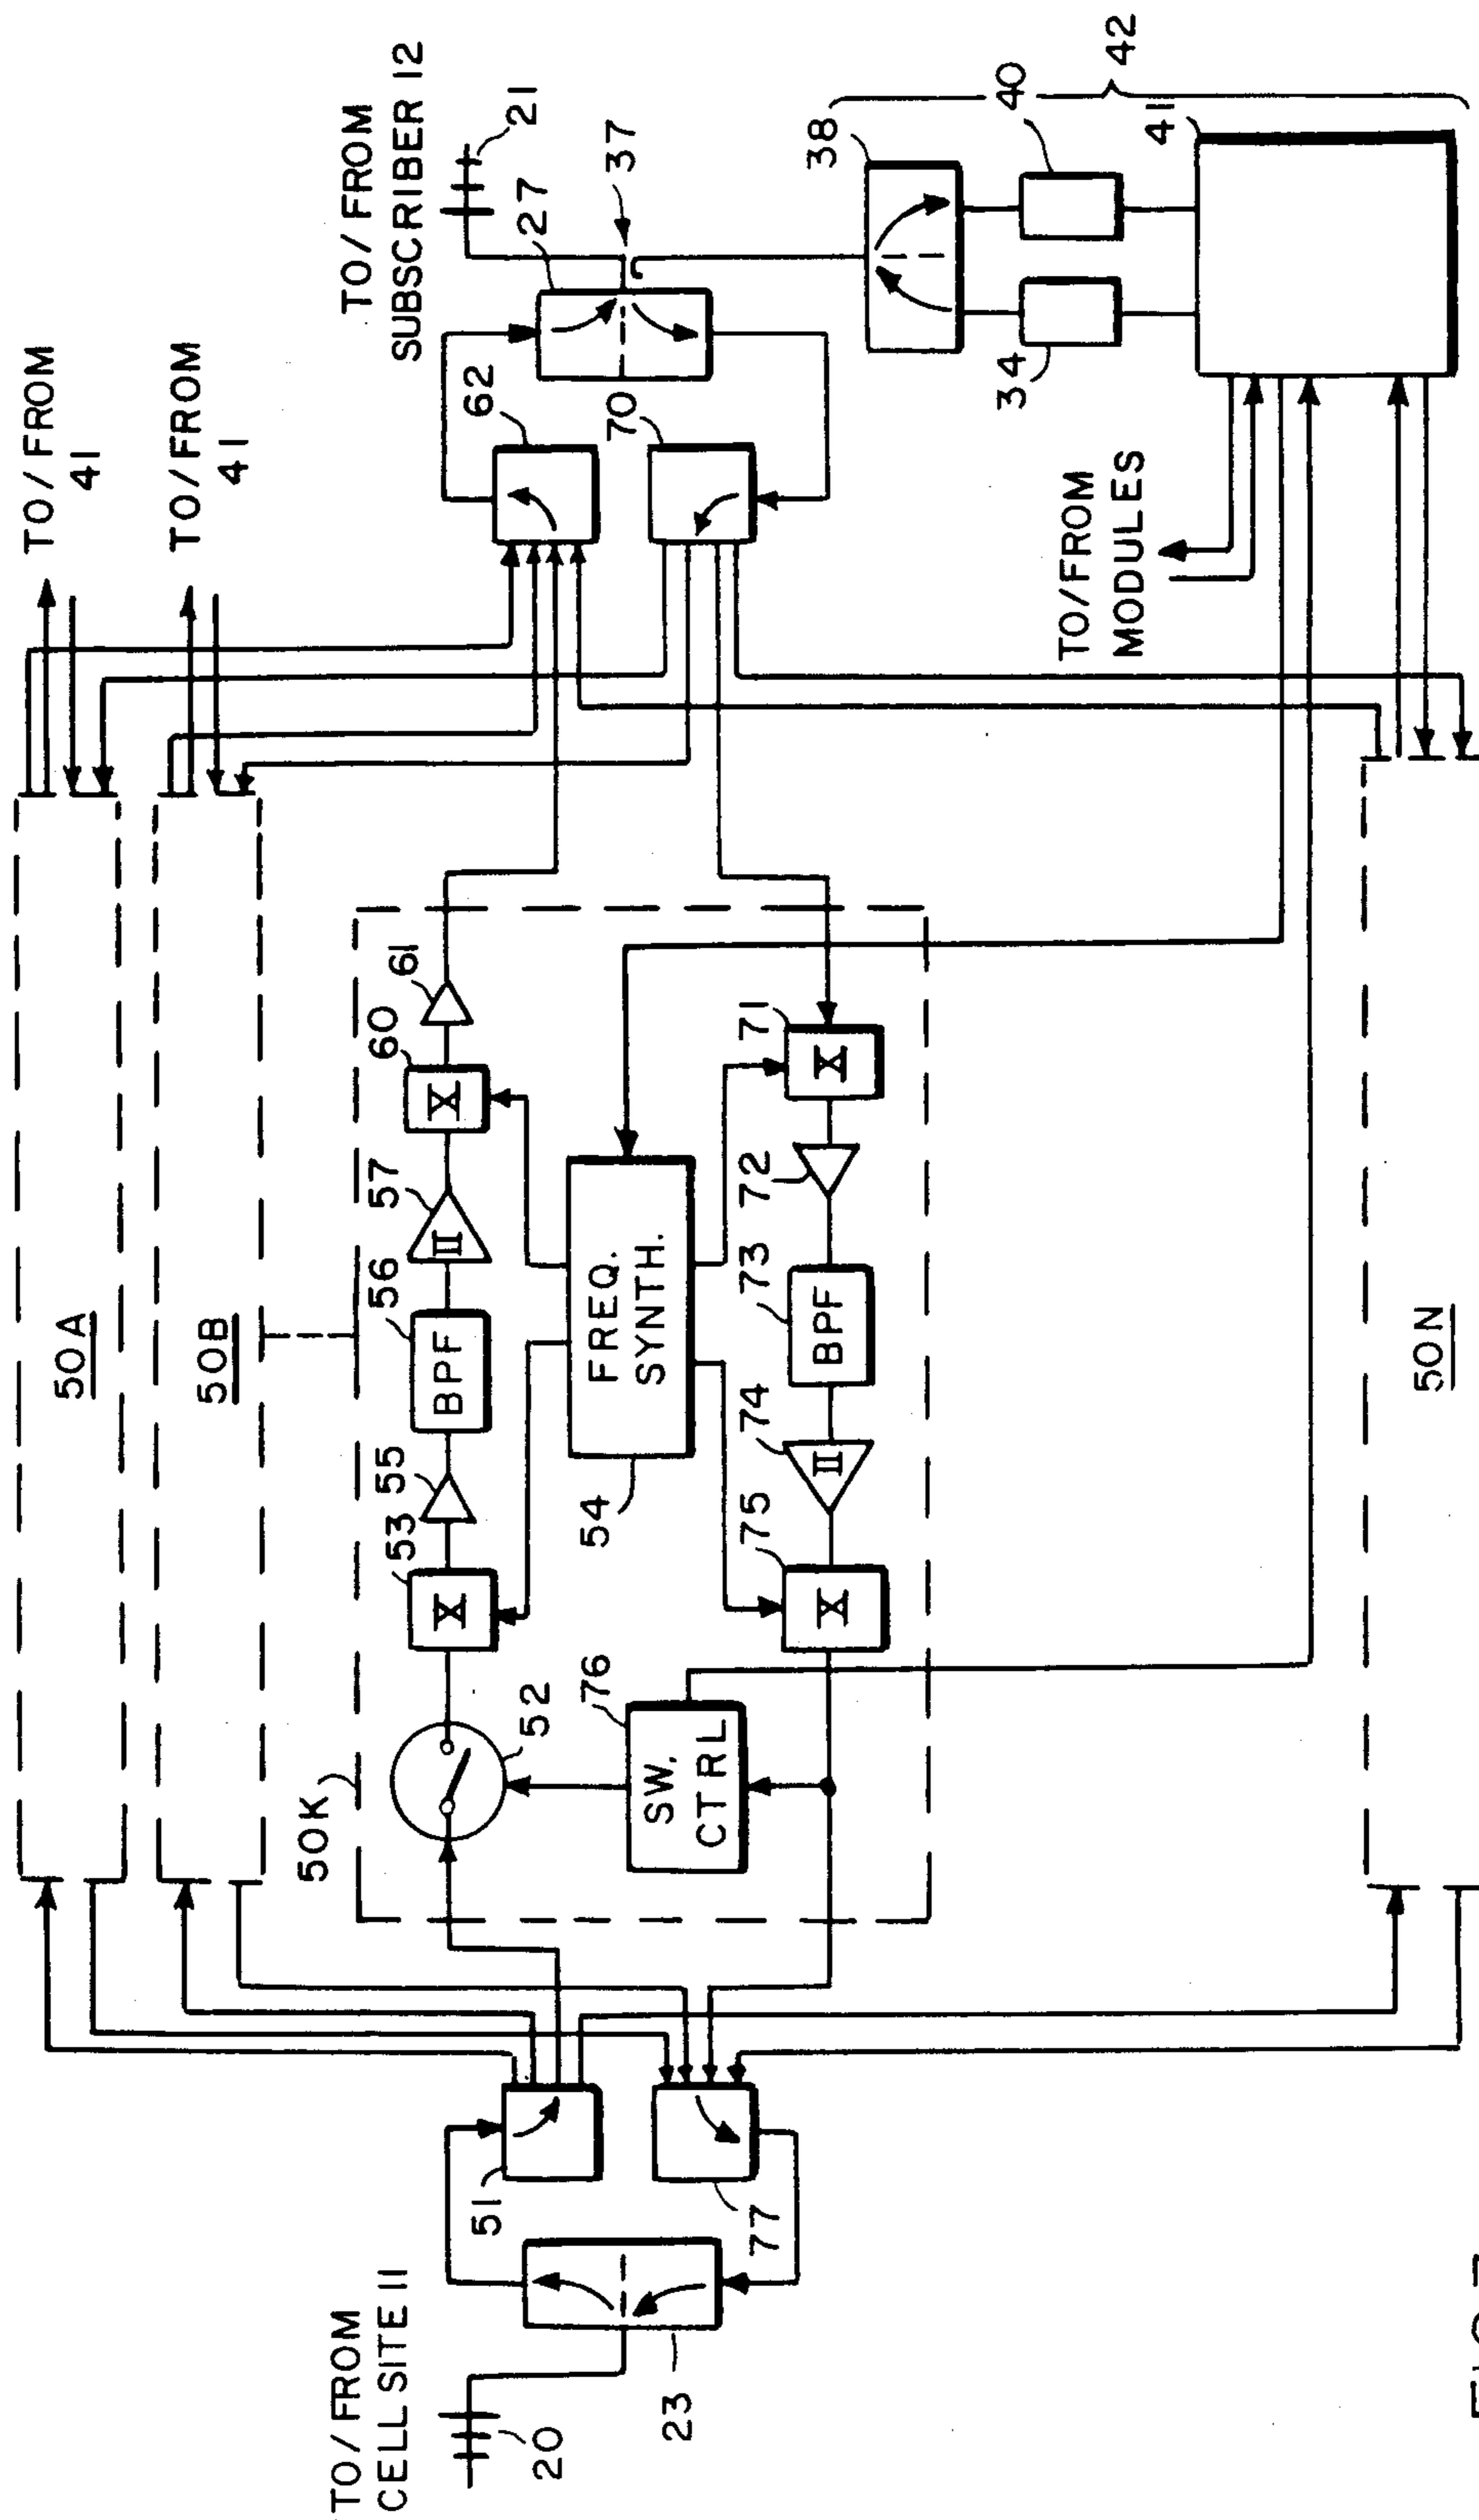 TO/FROM
41
TO/FROM
41
TO/FROM
SUBSCRIBER 12
21
27
37
62
70
38
40
42
34
41
TO/FROM
MODULES
50A
50B
50K
50N
52
53
55
56
BPF
57
II
60
X
61
X
54
FREQ.
SYNTH.
76
SW.
CTRL
75
X
74
II
73
BPF
72
71
X
TO/FROM
CELL SITE 11
20
23
51
77